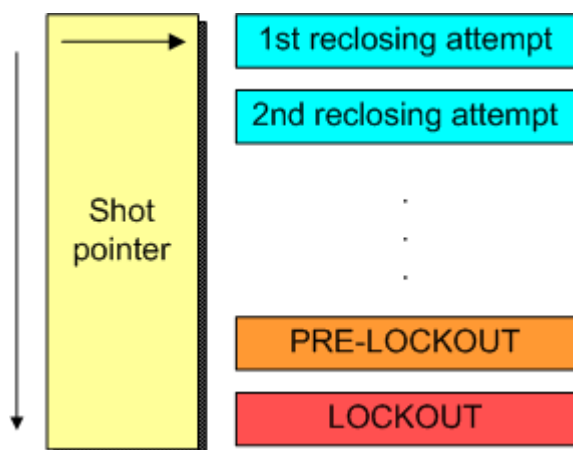 1st reclosing attempt
2nd reclosing attempt
Shot
pointer
.
.
.
PRE-LOCKOUT
LOCKOUT